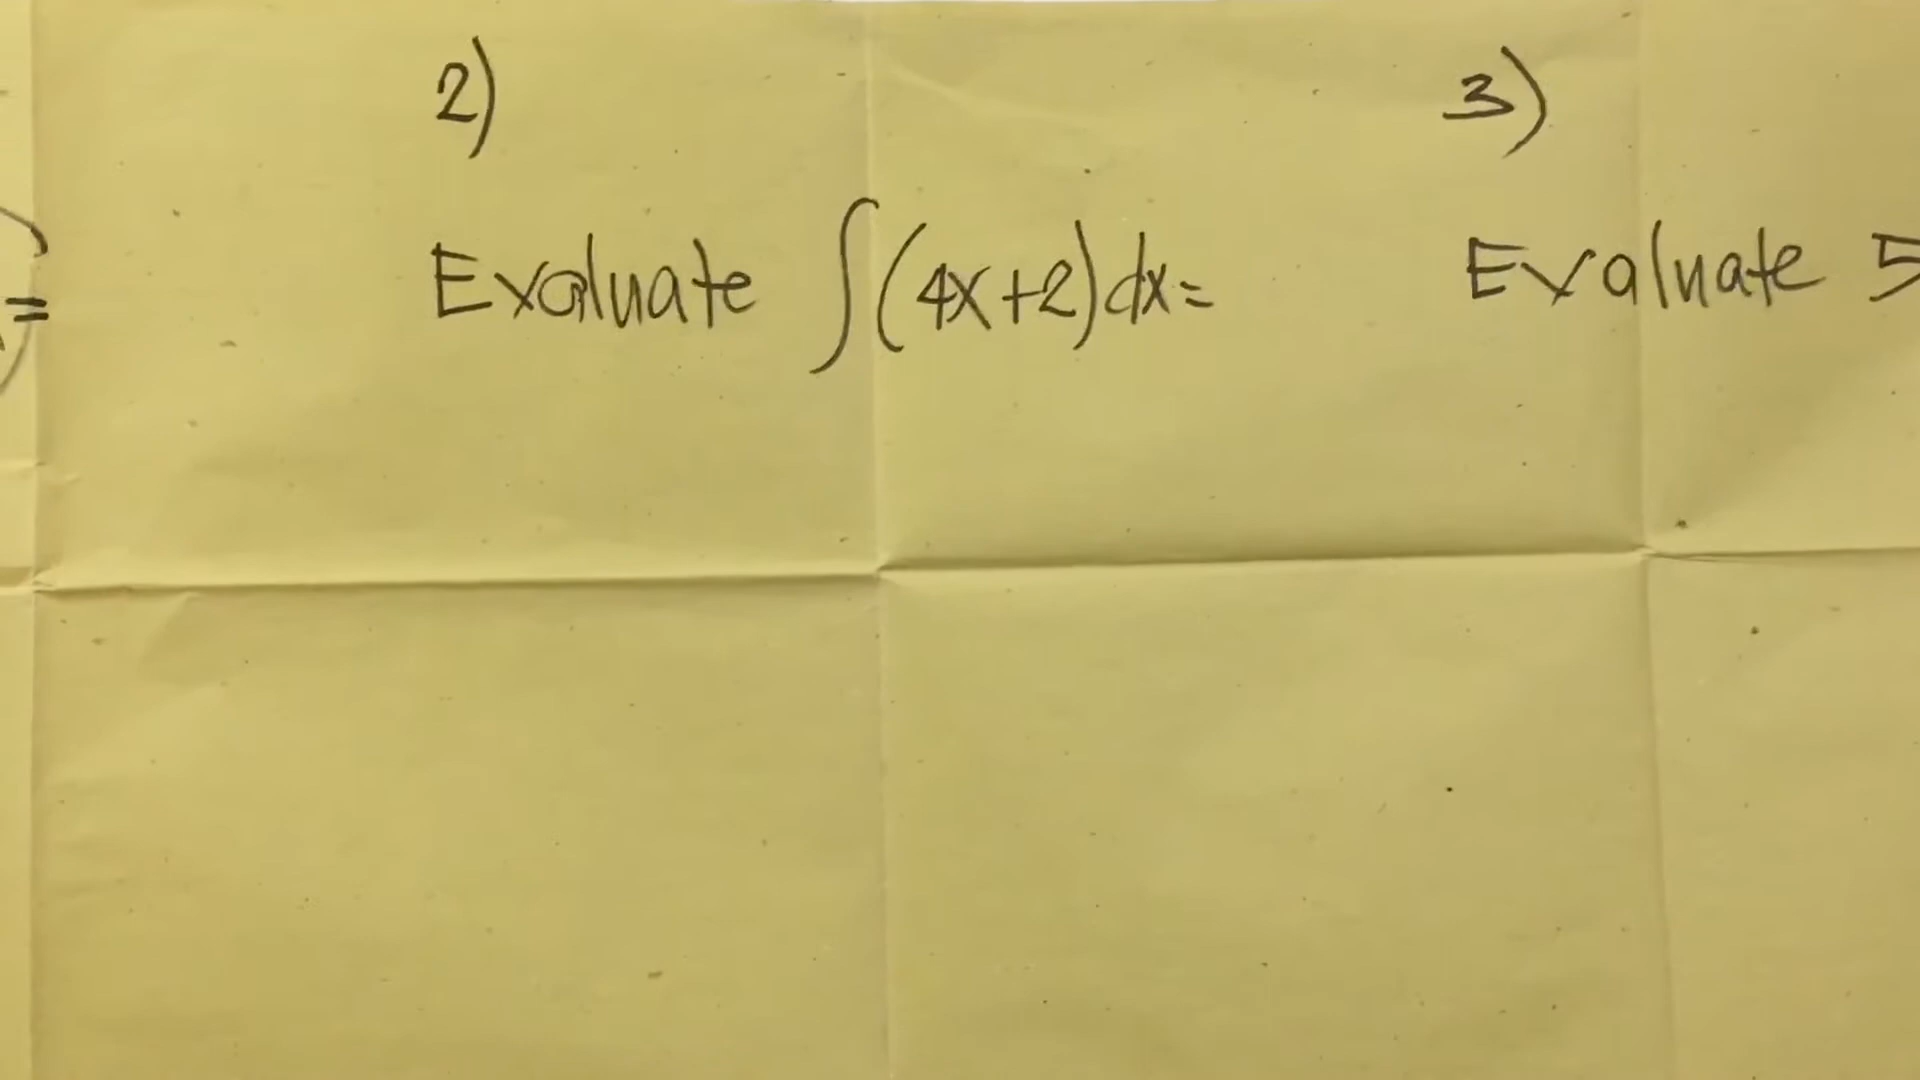 2)
Evaluate ∫(4x+2)dx=
3)
Evaluate 5
) =